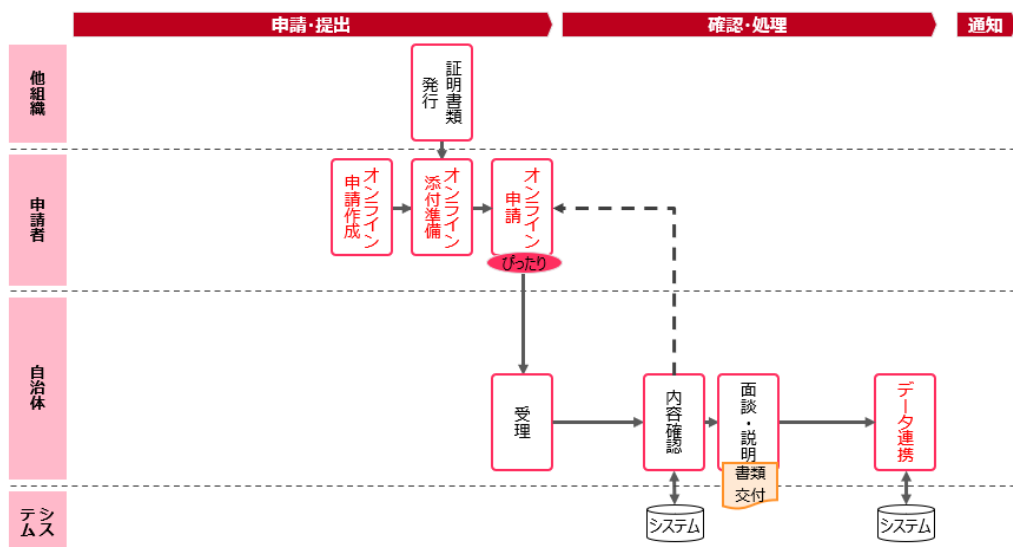 申請・提出
確認・処理
通知
他組織
証明書類
発行
申請者
オンライン
申請作成
オンライン
添付準備
オンライン
申請
ぴったり
自治体
受理
内容確認
面談・説明
書類
交付
データ連携
シス
テム
システム
システム